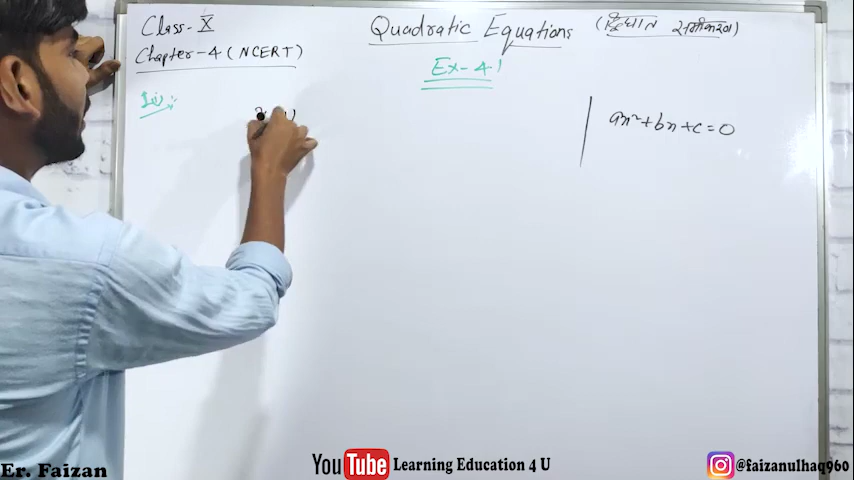 Class-X
Chapter-4 (NCERT)
Quadratic Equations (द्विघात समीकरण)
Ex-4.1
ax²+bx+c=0
Er. Faizan
YouTube Learning Education 4 U
@faizanulhaq960